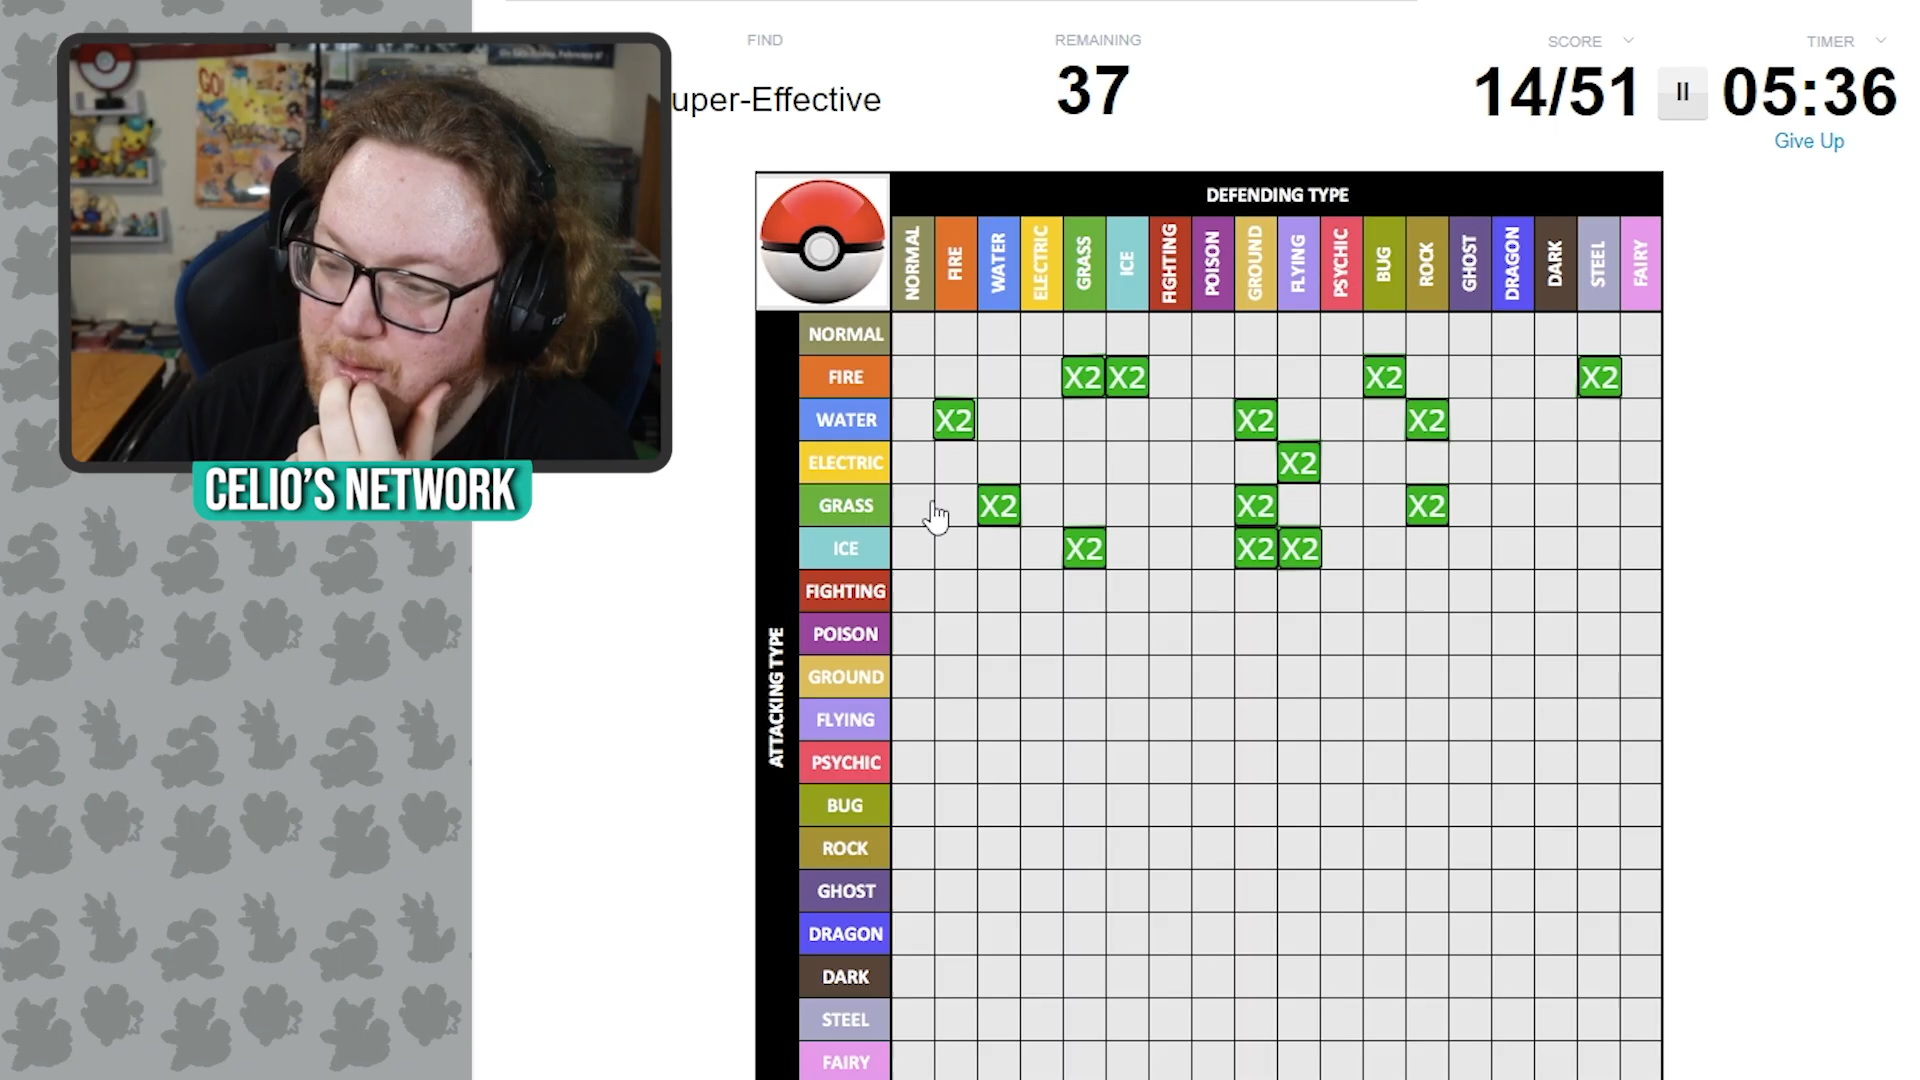 FIND
REMAINING
SCORE
TIMER
uper-Effective
37
14/51
05:36
Give Up
GO!
CELIO'S NETWORK
DEFENDING TYPE
NORMAL
FIRE
WATER
ELECTRIC
GRASS
ICE
FIGHTING
POISON
GROUND
FLYING
PSYCHIC
BUG
ROCK
GHOST
DRAGON
DARK
STEEL
FAIRY
ATTACKING TYPE
NORMAL
FIRE X2 X2 X2 X2
WATER X2 X2 X2
ELECTRIC X2
GRASS X2 X2 X2
ICE X2 X2 X2
FIGHTING
POISON
GROUND
FLYING
PSYCHIC
BUG
ROCK
GHOST
DRAGON
DARK
STEEL
FAIRY